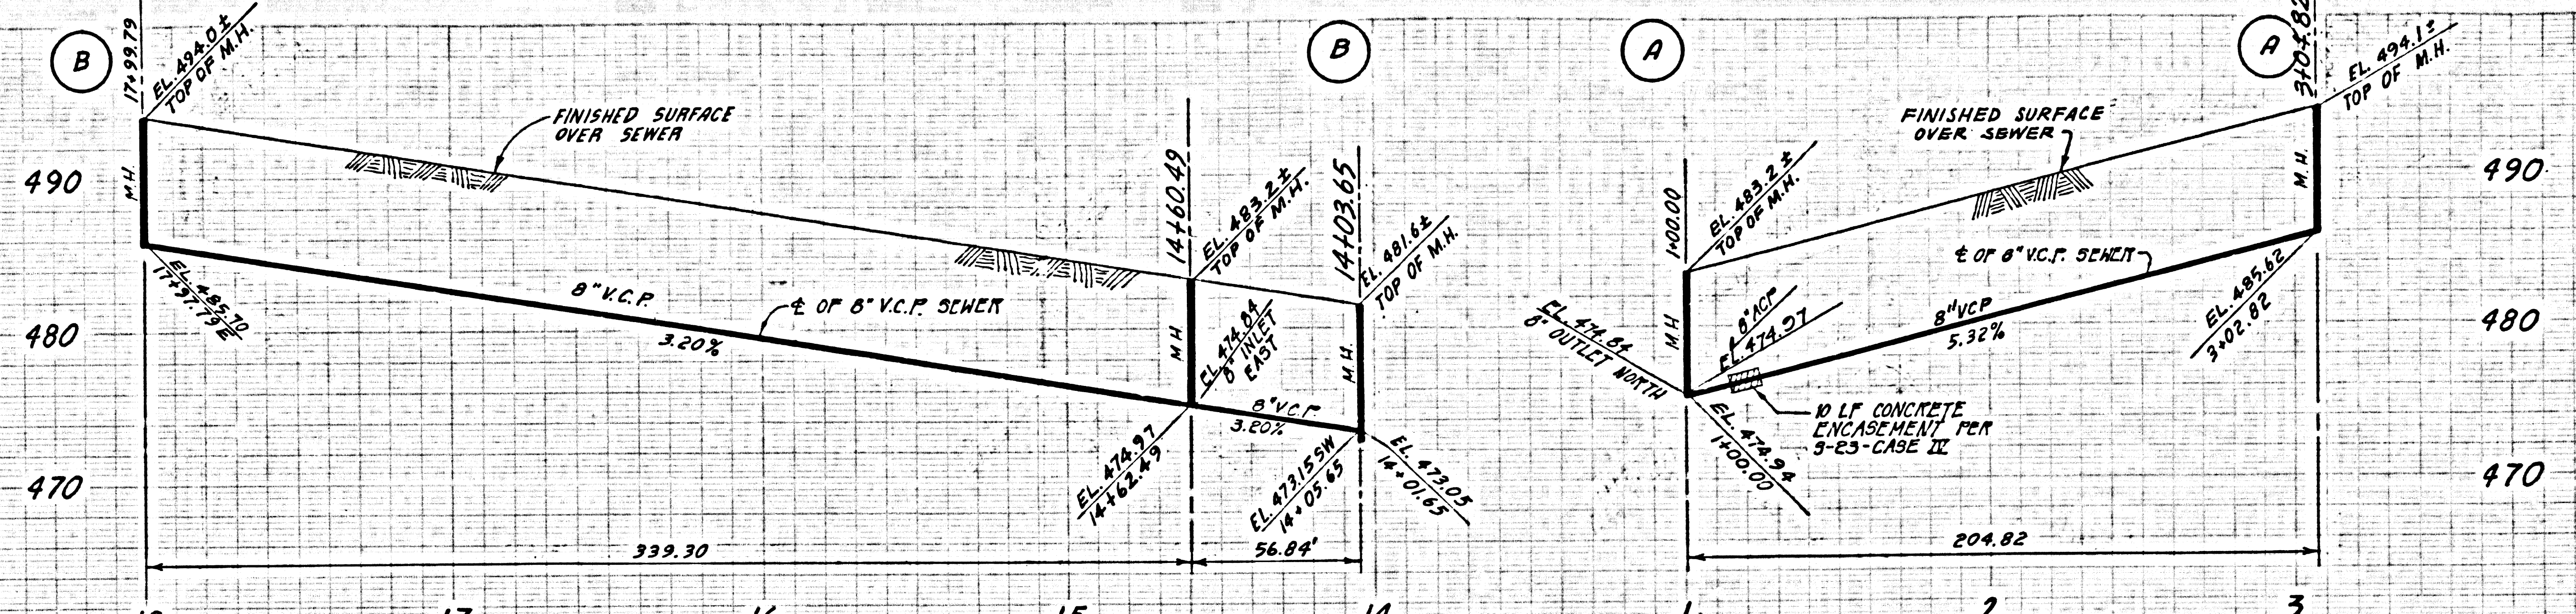 B
17+99.79
EL. 494.0±
TOP OF M.H.
FINISHED SURFACE
OVER SEWER
490
M.H.
EL. 485.70
17+97.79 E
480
470
8" V.C.P.
3.20%
℄ OF 8" V.C.P. SEWER
14+60.49
EL. 483.2±
TOP OF M.H.
M.H
EL. 474.84
8" INLET
EAST
EL. 474.97
14+62.49
B
14+03.65
EL. 481.6±
TOP OF M.H.
M.H.
8" V.C.P
3.20%
EL. 473.15 SW
14+05.65
EL. 473.05
14+01.65
339.30
56.84'
A
1+00.00
EL. 483.2±
TOP OF M.H.
M.H
EL. 474.84
8" OUTLET NORTH
8" ACP
EL. 474.97
EL. 474.94
1+00.00
10 LF CONCRETE
ENCASEMENT PER
S-23-CASE IV
FINISHED SURFACE
OVER SEWER
℄ OF 8" V.C.P. SEWER
8" VCP
5.32%
A
3+04.82
EL. 494.1±
TOP OF M.H.
M.H.
EL. 485.62
3+02.82
204.82
490
480
470